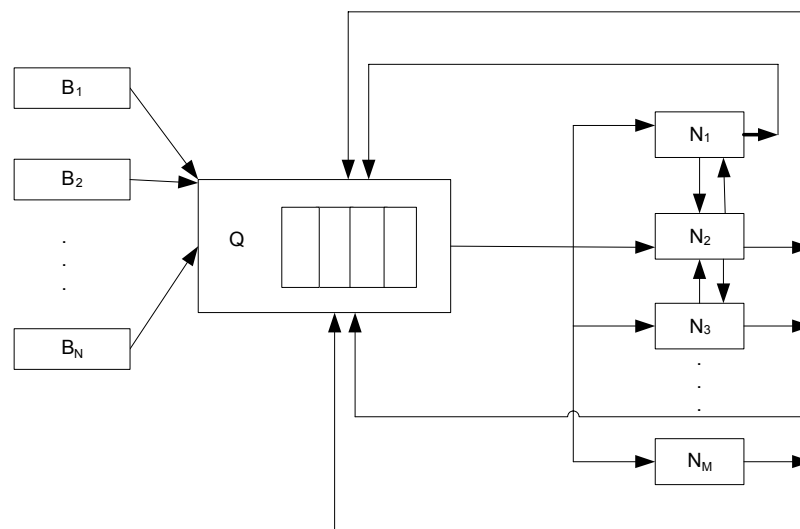 B1
B2
.
.
.
BN
Q
N1
N2
N3
.
.
.
NM